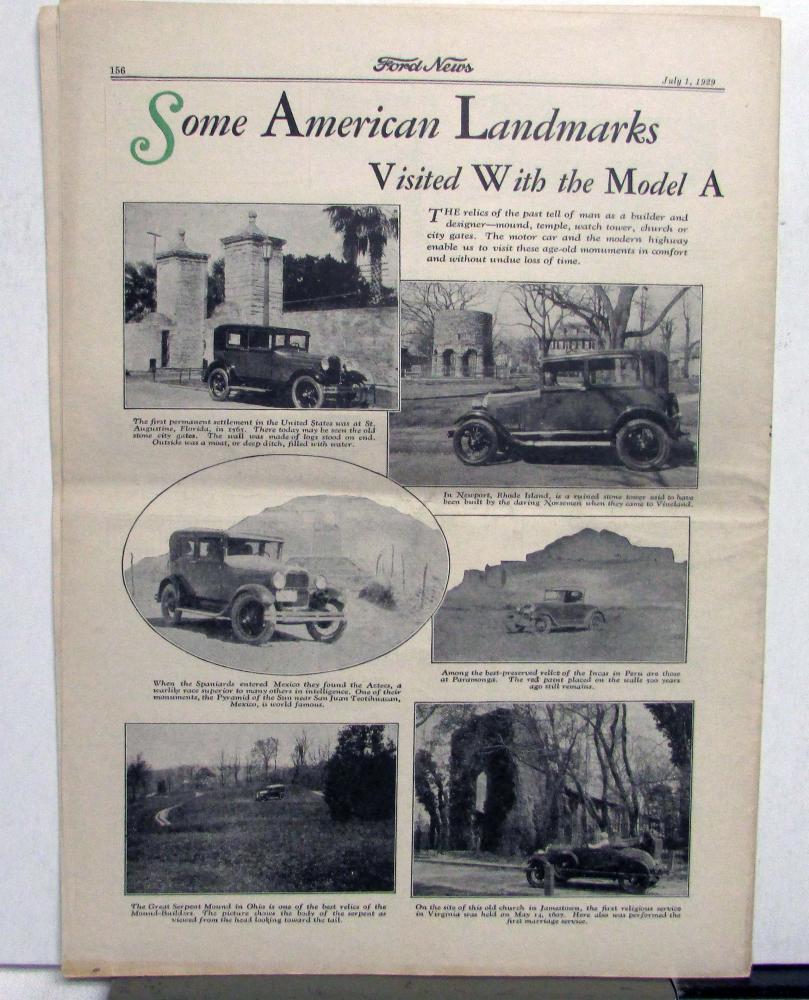 156
Ford News
July 1, 1929
Some American Landmarks
Visited With the Model A
THE relics of the past tell of man as a builder and
designer—mound, temple, watch tower, church or
city gates. The motor car and the modern highway
enable us to visit these age-old monuments in comfort
and without undue loss of time.
The first permanent settlement in the United States was at St.
Augustine, Florida, in 1565. There today may be seen the old
stone city gates. The wall was made of logs stood on end.
Outside was a moat, or deep ditch, filled with water.
In Newport, Rhode Island, is a ruined stone tower said to have
been built by the daring Norsemen when they came to Vineland.
When the Spaniards entered Mexico they found the Aztecs, a
warlike race superior to many others in intelligence. One of their
monuments, the Pyramid of the Sun near San Juan Teotihuacan,
Mexico, is world famous.
Among the best-preserved relics of the Incas in Peru are those
at Paramonga. The red paint placed on the walls 500 years
ago still remains.
The Great Serpent Mound in Ohio is one of the best relics of the
Mound-Builders. The picture shows the body of the serpent as
viewed from the head looking toward the tail.
On the site of this old church in Jamestown, the first religious service
in Virginia was held on May 14, 1607. Here also was performed the
first marriage service.